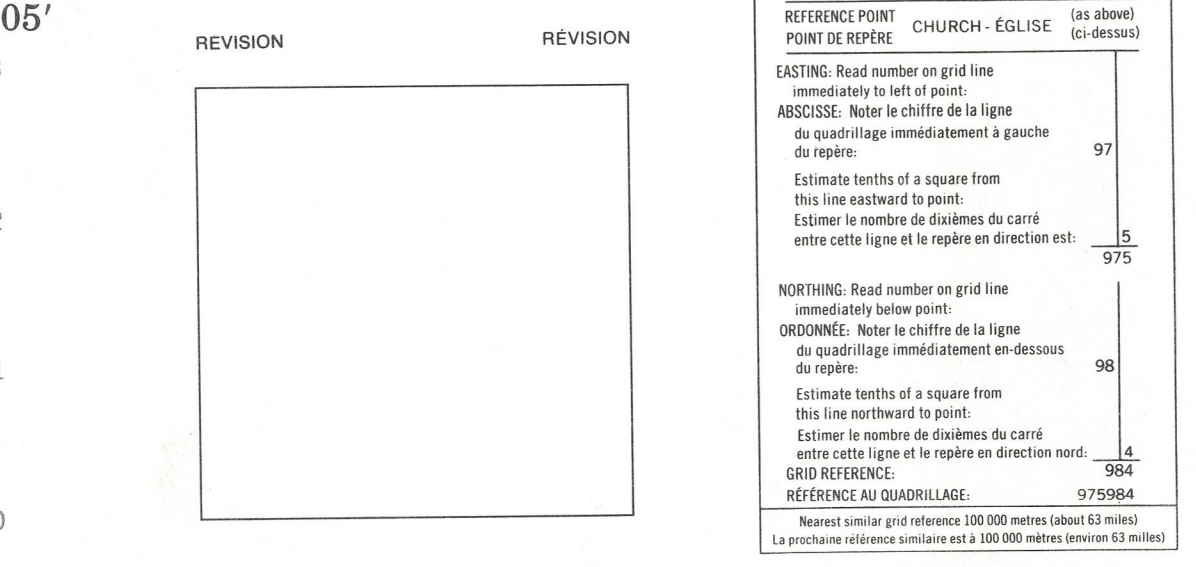 05′
REVISION RÉVISION
REFERENCE POINT
POINT DE REPÈRE
CHURCH - ÉGLISE
(as above)
(ci-dessus)
EASTING: Read number on grid line
immediately to left of point:
ABSCISSE: Noter le chiffre de la ligne
du quadrillage immédiatement à gauche
du repère: 97
Estimate tenths of a square from
this line eastward to point:
Estimer le nombre de dixièmes du carré
entre cette ligne et le repère en direction est: 5
975
NORTHING: Read number on grid line
immediately below point:
ORDONNÉE: Noter le chiffre de la ligne
du quadrillage immédiatement en-dessous
du repère: 98
Estimate tenths of a square from
this line northward to point:
Estimer le nombre de dixièmes du carré
entre cette ligne et le repère en direction nord: 4
GRID REFERENCE: 984
RÉFÉRENCE AU QUADRILLAGE: 975984
Nearest similar grid reference 100 000 metres (about 63 miles)
La prochaine référence similaire est à 100 000 mètres (environ 63 milles)